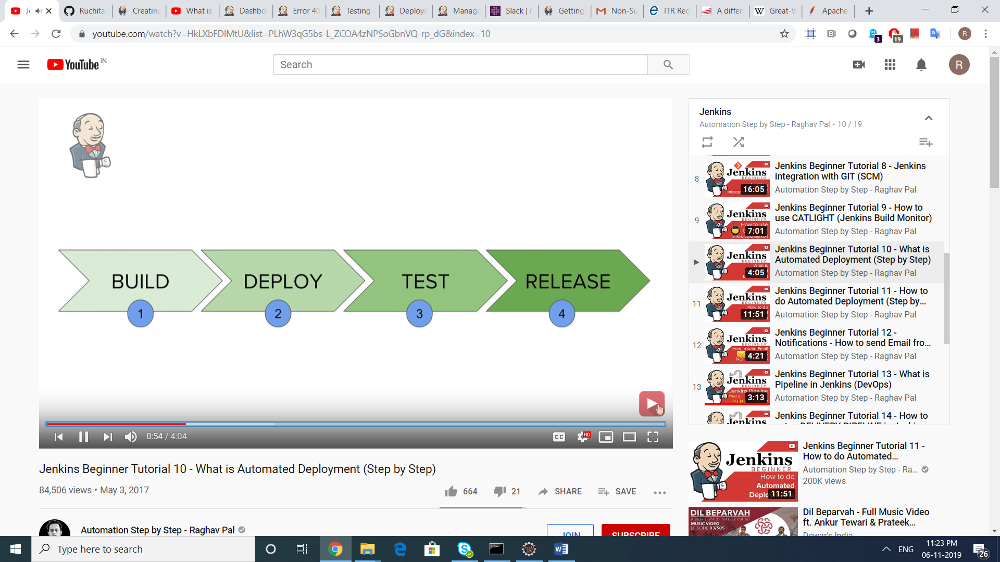 Je
Ruchita-
Creating
What is
Dashbo
Error 40
Testing
Deploym
Manage
Slack | r
Getting
Non-Su
ITR Rec
A differ
Great-W
Apache
youtube.com/watch?v=HkLXbFDlMtU&list=PLhW3qG5bs-L_ZCOA4zNPSoGbnVQ-rp_dG&index=10
3
19
R
YouTube IN
Search
R
BUILD
DEPLOY
TEST
RELEASE
1
2
3
4
0:54 / 4:04
CC
HD
Jenkins Beginner Tutorial 10 - What is Automated Deployment (Step by Step)
84,506 views • May 3, 2017
664
21
SHARE
SAVE
Automation Step by Step - Raghav Pal
JOIN
SUBSCRIBE
Jenkins
Automation Step by Step - Raghav Pal - 10 / 19
8
Jenkins
16:05
Jenkins Beginner Tutorial 8 - Jenkins
integration with GIT (SCM)
Automation Step by Step - Raghav Pal
9
Jenkins
BEGINNER
How to use
7:01
Jenkins Beginner Tutorial 9 - How to
use CATLIGHT (Jenkins Build Monitor)
Automation Step by Step - Raghav Pal
Jenkins
BEGINNER
What is
4:05
Jenkins Beginner Tutorial 10 - What is
Automated Deployment (Step by Step)
Automation Step by Step - Raghav Pal
11
Jenkins
BEGINNER
How to do
11:51
Jenkins Beginner Tutorial 11 - How to
do Automated Deployment (Step by...
Automation Step by Step - Raghav Pal
12
Jenkins
BEGINNER
How to send Email
4:21
Jenkins Beginner Tutorial 12 -
Notifications - How to send Email fro...
Automation Step by Step - Raghav Pal
13
Jenkins
BEGINNER
Jenkins Pipeline
What is
3:13
Jenkins Beginner Tutorial 13 - What is
Pipeline in Jenkins (DevOps)
Automation Step by Step - Raghav Pal
Jenkins
Jenkins Beginner Tutorial 14 - How to
Jenkins
BEGINNER
How to do
Automated
11:51
Jenkins Beginner Tutorial 11 -
How to do Automated...
Automation Step by Step - Ra...
200K views
DIL BEPARVAH
ANKUR TEWARI PRATEEK KUHAD
MUSIC VIDEO
EPISODE 03/S05
Dil Beparvah - Full Music Video
ft. Ankur Tewari & Prateek...
Dewar's India
Type here to search
ENG
11:23 PM
06-11-2019
26